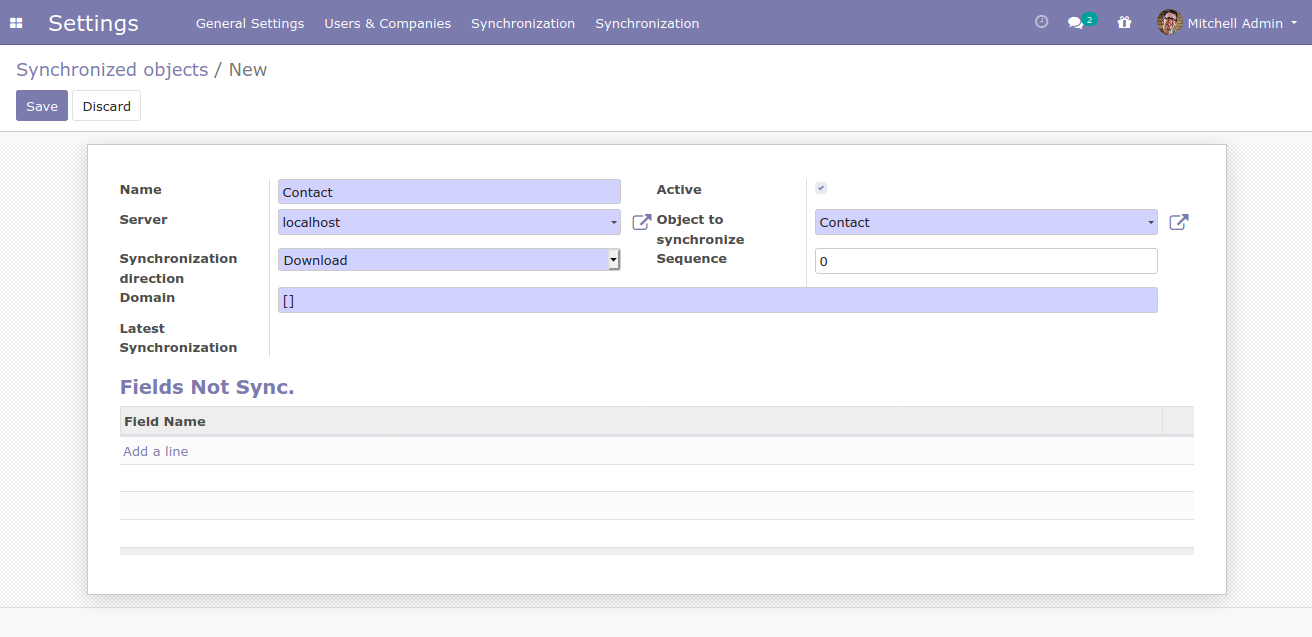 Settings General Settings Users & Companies Synchronization Synchronization 2 Mitchell Admin
Synchronized objects / New
Save Discard
Name Contact Active
Server localhost Object to synchronize Contact
Synchronization direction Download Sequence 0
Domain []
Latest
Synchronization
Fields Not Sync.
Field Name
Add a line